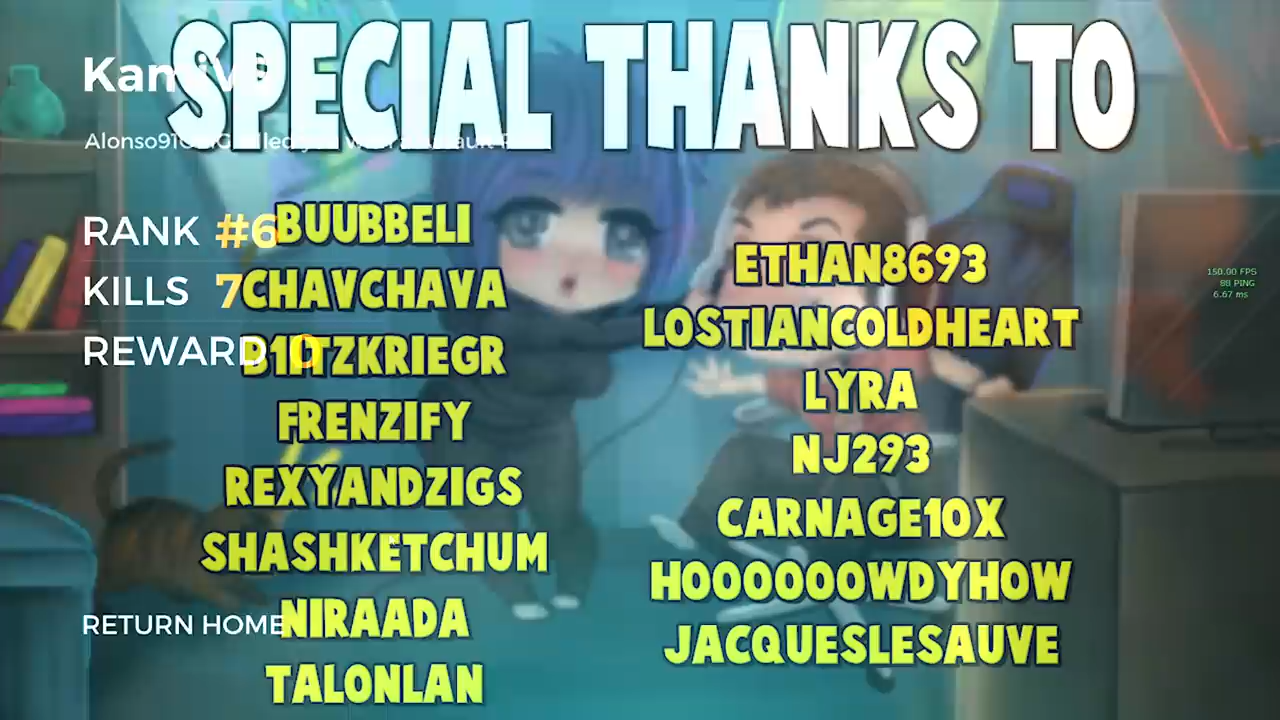 SPECIAL THANKS TO
RANK #6
KILLS 7
REWARD
RETURN HOME
BUUBBELI
CHAVCHAVA
FRENZIFY
REXYANDZIGS
SHASHKETCHUM
NIRAADA
TALONLAN
ETHAN8693
LOSTIANCOLDHEART
LYRA
NJ293
CARNAGE10X
HOOOOOOWDYHOW
JACQUESLESAUVE
150.00 FPS
88 PING
6.67 ms